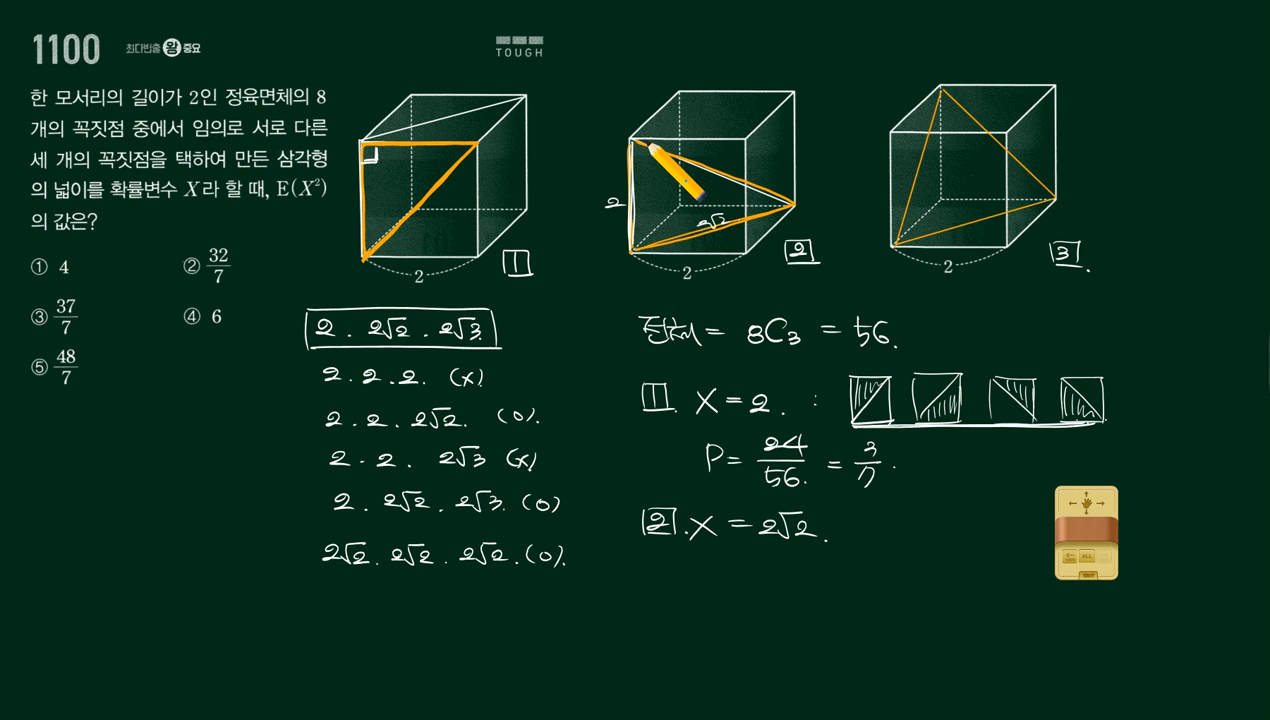 1100 최다빈출 왕 중요
TOUGH
한 모서리의 길이가 2인 정육면체의 8
개의 꼭짓점 중에서 임의로 서로 다른
세 개의 꼭짓점을 택하여 만든 삼각형
의 넓이를 확률변수 X라 할 때, E(X²)
의 값은?
① 4
② 32/7
③ 37/7
④ 6
⑤ 48/7
2
1
2
2√2
2
2
2
3.
2 . 2√2 . 2√3.
2 . 2 . 2. (x).
2 . 2 . 2√2. (o).
2 . 2 . 2√3 (x)
2 . 2√2 . 2√3. (o)
2√2 . 2√2 . 2√2 . (o).
전체 = 8C3 = 56.
1. X = 2. :
P = 24/56. = 3/7.
2. X = 2√2.
ALL